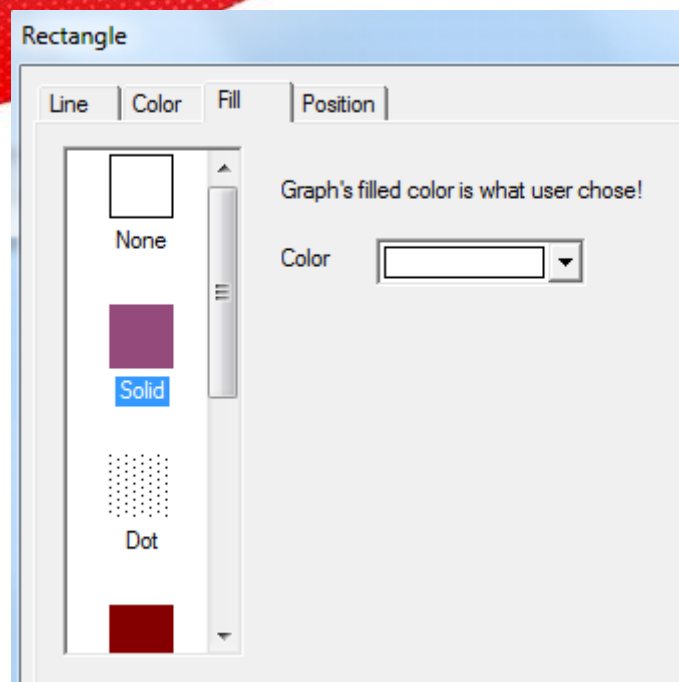 Rectangle
Line Color Fill Position
None
Graph's filled color is what user chose!
Color
Solid
Dot